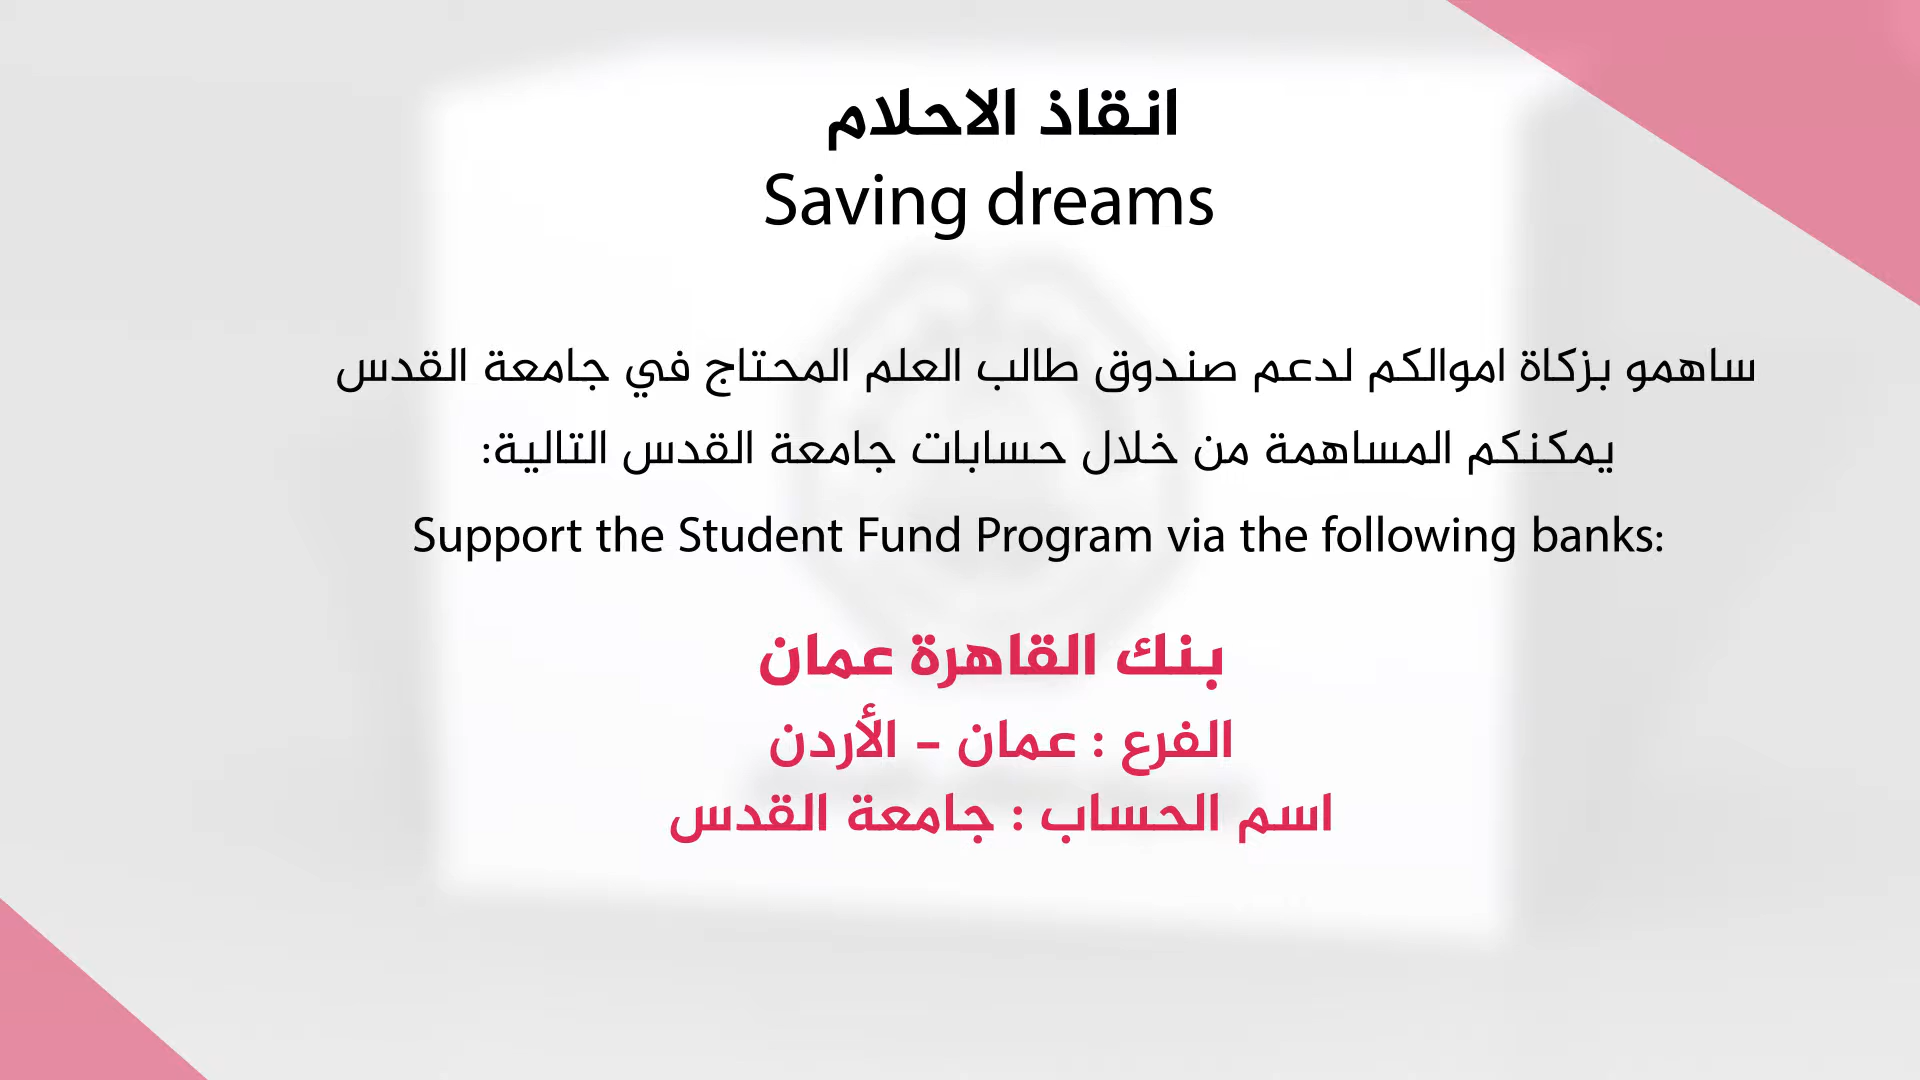 انقاذ الاحلام
Saving dreams
ساهمو بزكاة اموالكم لدعم صندوق طالب العلم المحتاج في جامعة القدس
يمكنكم المساهمة من خلال حسابات جامعة القدس التالية:
Support the Student Fund Program via the following banks:
بنك القاهرة عمان
الفرع : عمان - الأردن
اسم الحساب : جامعة القدس